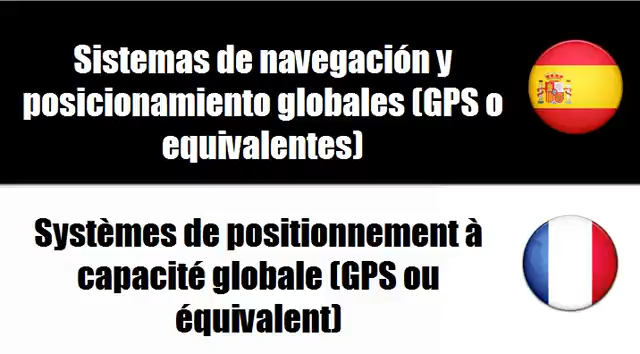 Sistemas de navegación y
posicionamiento globales (GPS o
equivalentes)
Systèmes de positionnement à
capacité globale (GPS ou
équivalent)